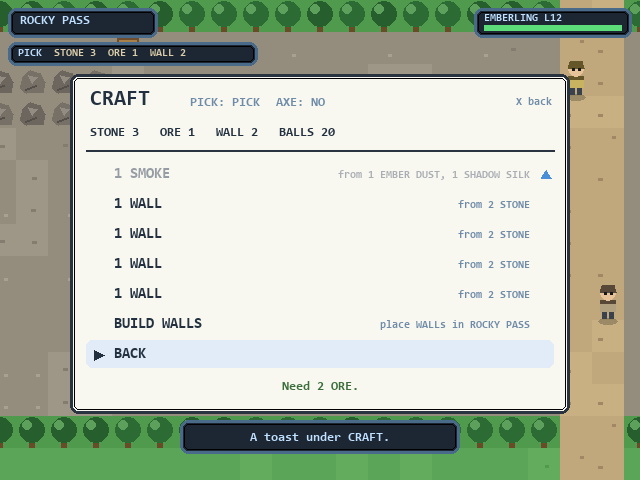 ROCKY PASS
EMBERLING L12
PICK STONE 3 ORE 1 WALL 2
CRAFT
PICK: PICK AXE: NO
X back
STONE 3 ORE 1 WALL 2 BALLS 20
1 SMOKE from 1 EMBER DUST, 1 SHADOW SILK
1 WALL from 2 STONE
1 WALL from 2 STONE
1 WALL from 2 STONE
1 WALL from 2 STONE
BUILD WALLS place WALLs in ROCKY PASS
BACK
Need 2 ORE.
A toast under CRAFT.